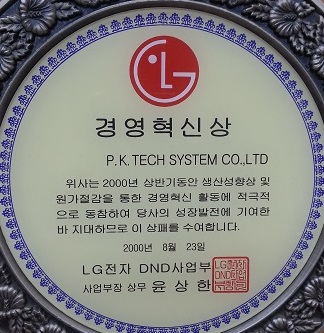 경영혁신상
P.K.TECH SYSTEM CO.,LTD
위사는 2000년 상반기동안 생산성향상 및
원가절감을 통한 경영혁신 활동에 적극적
으로 동참하여 당사의 성장발전에 기여한
바 지대하므로 이 상패를 수여합니다.
2000년 8월 23일
LG전자 DND사업부
사업부장 상무 윤상한